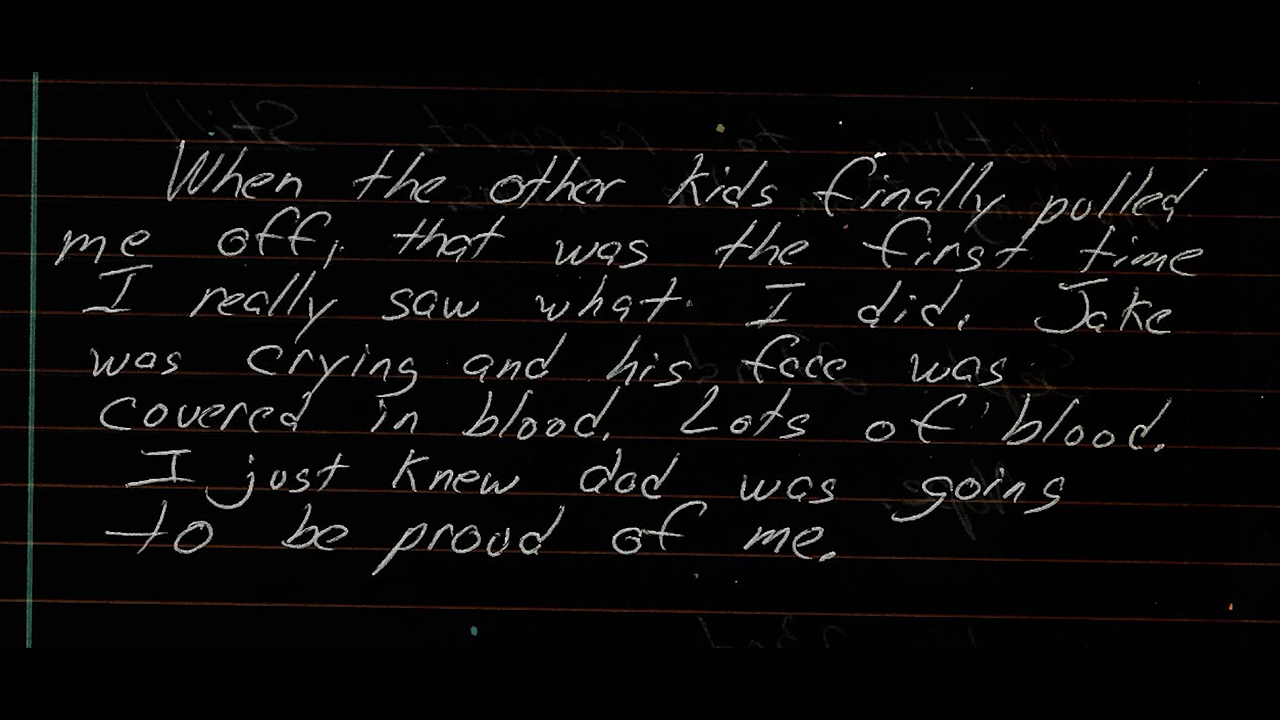 When the other kids finally pulled
me off, that was the first time
I really saw what I did. Jake
was crying and his face was
covered in blood. Lots of blood.
I just knew dad was going
to be proud of me.